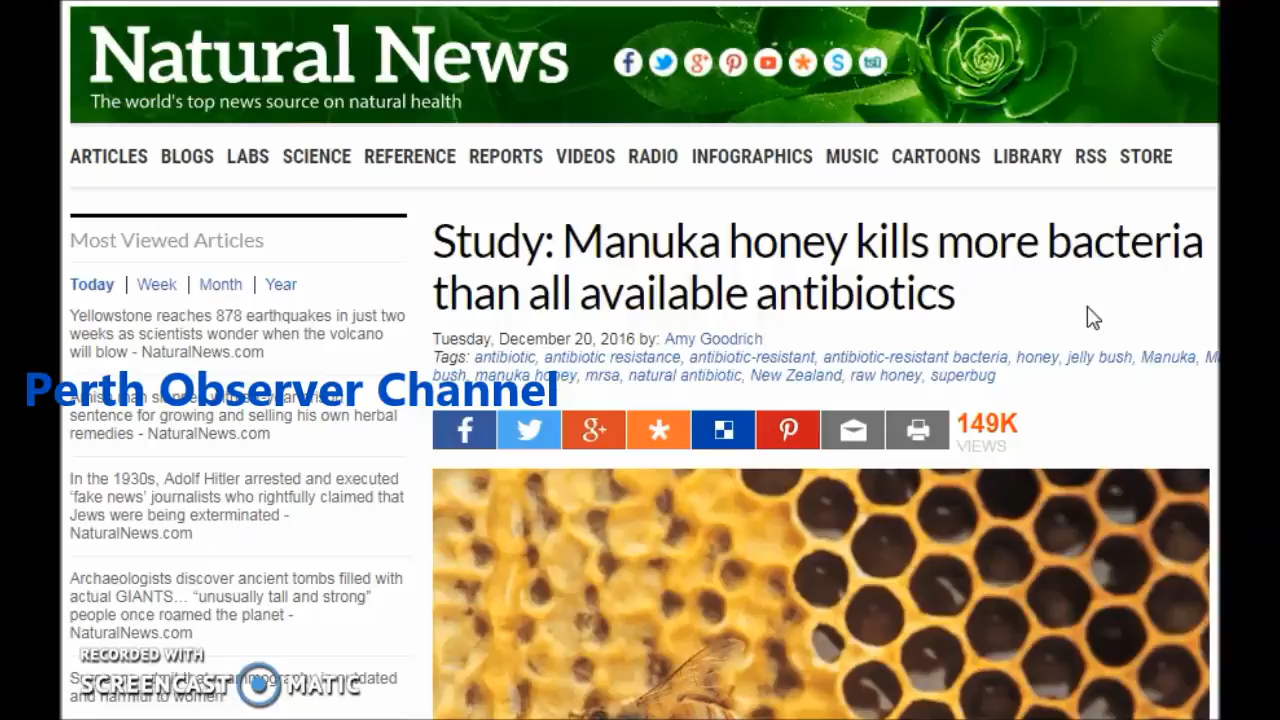 Natural News
The world's top news source on natural health
ARTICLES BLOGS LABS SCIENCE REFERENCE REPORTS VIDEOS RADIO INFOGRAPHICS MUSIC CARTOONS LIBRARY RSS STORE
Most Viewed Articles
Today | Week | Month | Year
Yellowstone reaches 878 earthquakes in just two
weeks as scientists wonder when the volcano
will blow - NaturalNews.com
sentence for growing and selling his own herbal
remedies - NaturalNews.com
In the 1930s, Adolf Hitler arrested and executed
'fake news' journalists who rightfully claimed that
Jews were being exterminated -
NaturalNews.com
Archaeologists discover ancient tombs filled with
actual GIANTS... "unusually tall and strong"
people once roamed the planet -
NaturalNews.com
and harmful to women
Study: Manuka honey kills more bacteria
than all available antibiotics
Tuesday, December 20, 2016 by: Amy Goodrich
Tags: antibiotic, antibiotic resistance, antibiotic-resistant, antibiotic-resistant bacteria, honey, jelly bush, Manuka,
bush, manuka honey, mrsa, natural antibiotic, New Zealand, raw honey, superbug
149K
VIEWS
Perth Observer Channel
RECORDED WITH
SCREENCAST MATIC